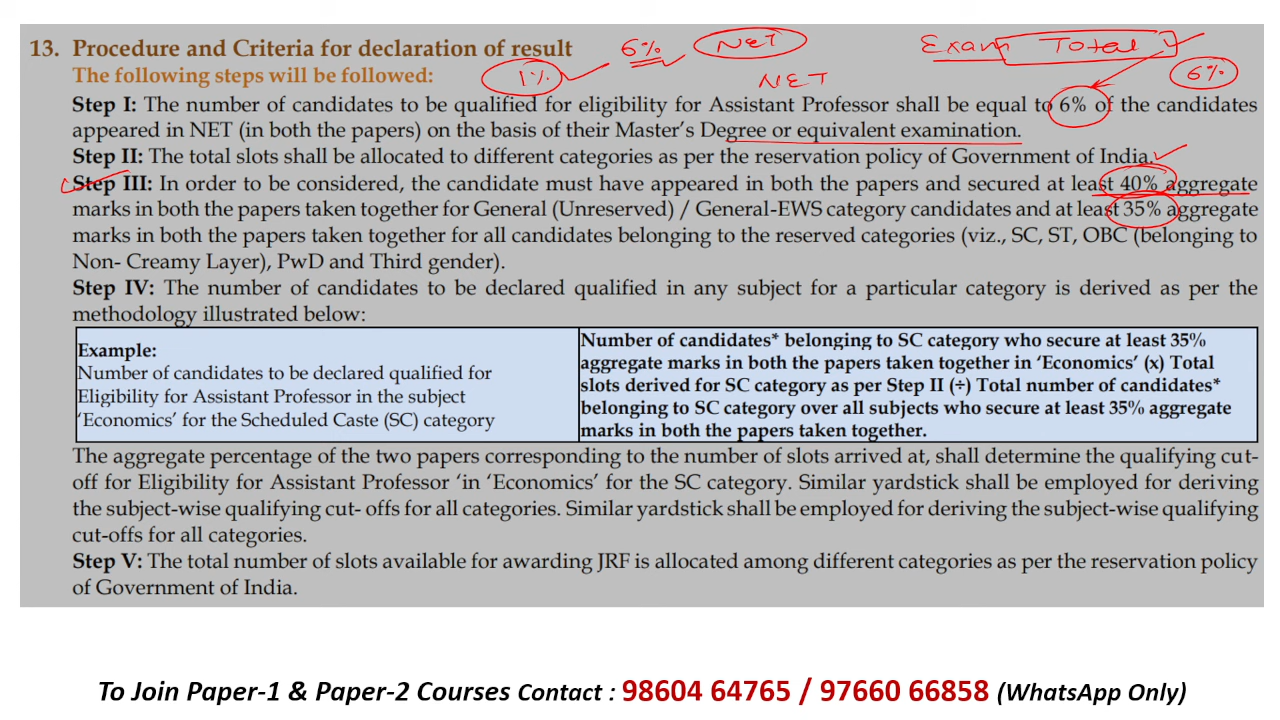 13. Procedure and Criteria for declaration of result
6%
NET
Exam Total
The following steps will be followed:
1%
NET
6%
Step I: The number of candidates to be qualified for eligibility for Assistant Professor shall be equal to 6% of the candidates
appeared in NET (in both the papers) on the basis of their Master's Degree or equivalent examination.
Step II: The total slots shall be allocated to different categories as per the reservation policy of Government of India.
Step III: In order to be considered, the candidate must have appeared in both the papers and secured at least 40% aggregate
marks in both the papers taken together for General (Unreserved) / General-EWS category candidates and at least 35% aggregate
marks in both the papers taken together for all candidates belonging to the reserved categories (viz., SC, ST, OBC (belonging to
Non- Creamy Layer), PwD and Third gender).
Step IV: The number of candidates to be declared qualified in any subject for a particular category is derived as per the
methodology illustrated below:
Example:
Number of candidates to be declared qualified for
Eligibility for Assistant Professor in the subject
'Economics' for the Scheduled Caste (SC) category
Number of candidates* belonging to SC category who secure at least 35%
aggregate marks in both the papers taken together in 'Economics' (x) Total
slots derived for SC category as per Step II (÷) Total number of candidates*
belonging to SC category over all subjects who secure at least 35% aggregate
marks in both the papers taken together.
The aggregate percentage of the two papers corresponding to the number of slots arrived at, shall determine the qualifying cut-
off for Eligibility for Assistant Professor 'in 'Economics' for the SC category. Similar yardstick shall be employed for deriving
the subject-wise qualifying cut- offs for all categories. Similar yardstick shall be employed for deriving the subject-wise qualifying
cut-offs for all categories.
Step V: The total number of slots available for awarding JRF is allocated among different categories as per the reservation policy
of Government of India.
To Join Paper-1 & Paper-2 Courses Contact : 98604 64765 / 97660 66858 (WhatsApp Only)